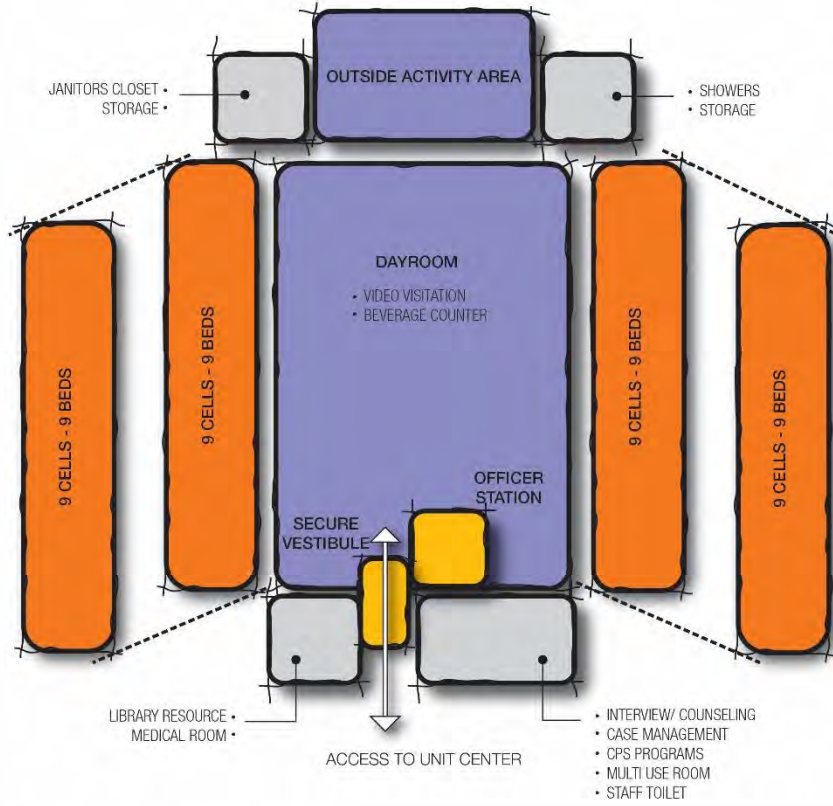 OUTSIDE ACTIVITY AREA
JANITORS CLOSET •
STORAGE •
• SHOWERS
• STORAGE
DAYROOM
• VIDEO VISITATION
• BEVERAGE COUNTER
9 CELLS - 9 BEDS
9 CELLS - 9 BEDS
9 CELLS - 9 BEDS
9 CELLS - 9 BEDS
OFFICER
STATION
SECURE
VESTIBULE
LIBRARY RESOURCE •
MEDICAL ROOM •
ACCESS TO UNIT CENTER
• INTERVIEW/ COUNSELING
• CASE MANAGEMENT
• CPS PROGRAMS
• MULTI USE ROOM
• STAFF TOILET